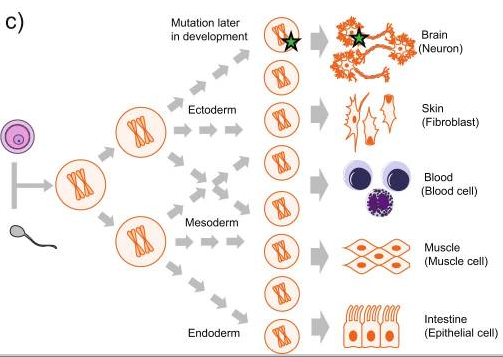 c)
Mutation later
in development
Brain
(Neuron)
Ectoderm
Skin
(Fibroblast)
Blood
(Blood cell)
Mesoderm
Muscle
(Muscle cell)
Endoderm
Intestine
(Epithelial cell)